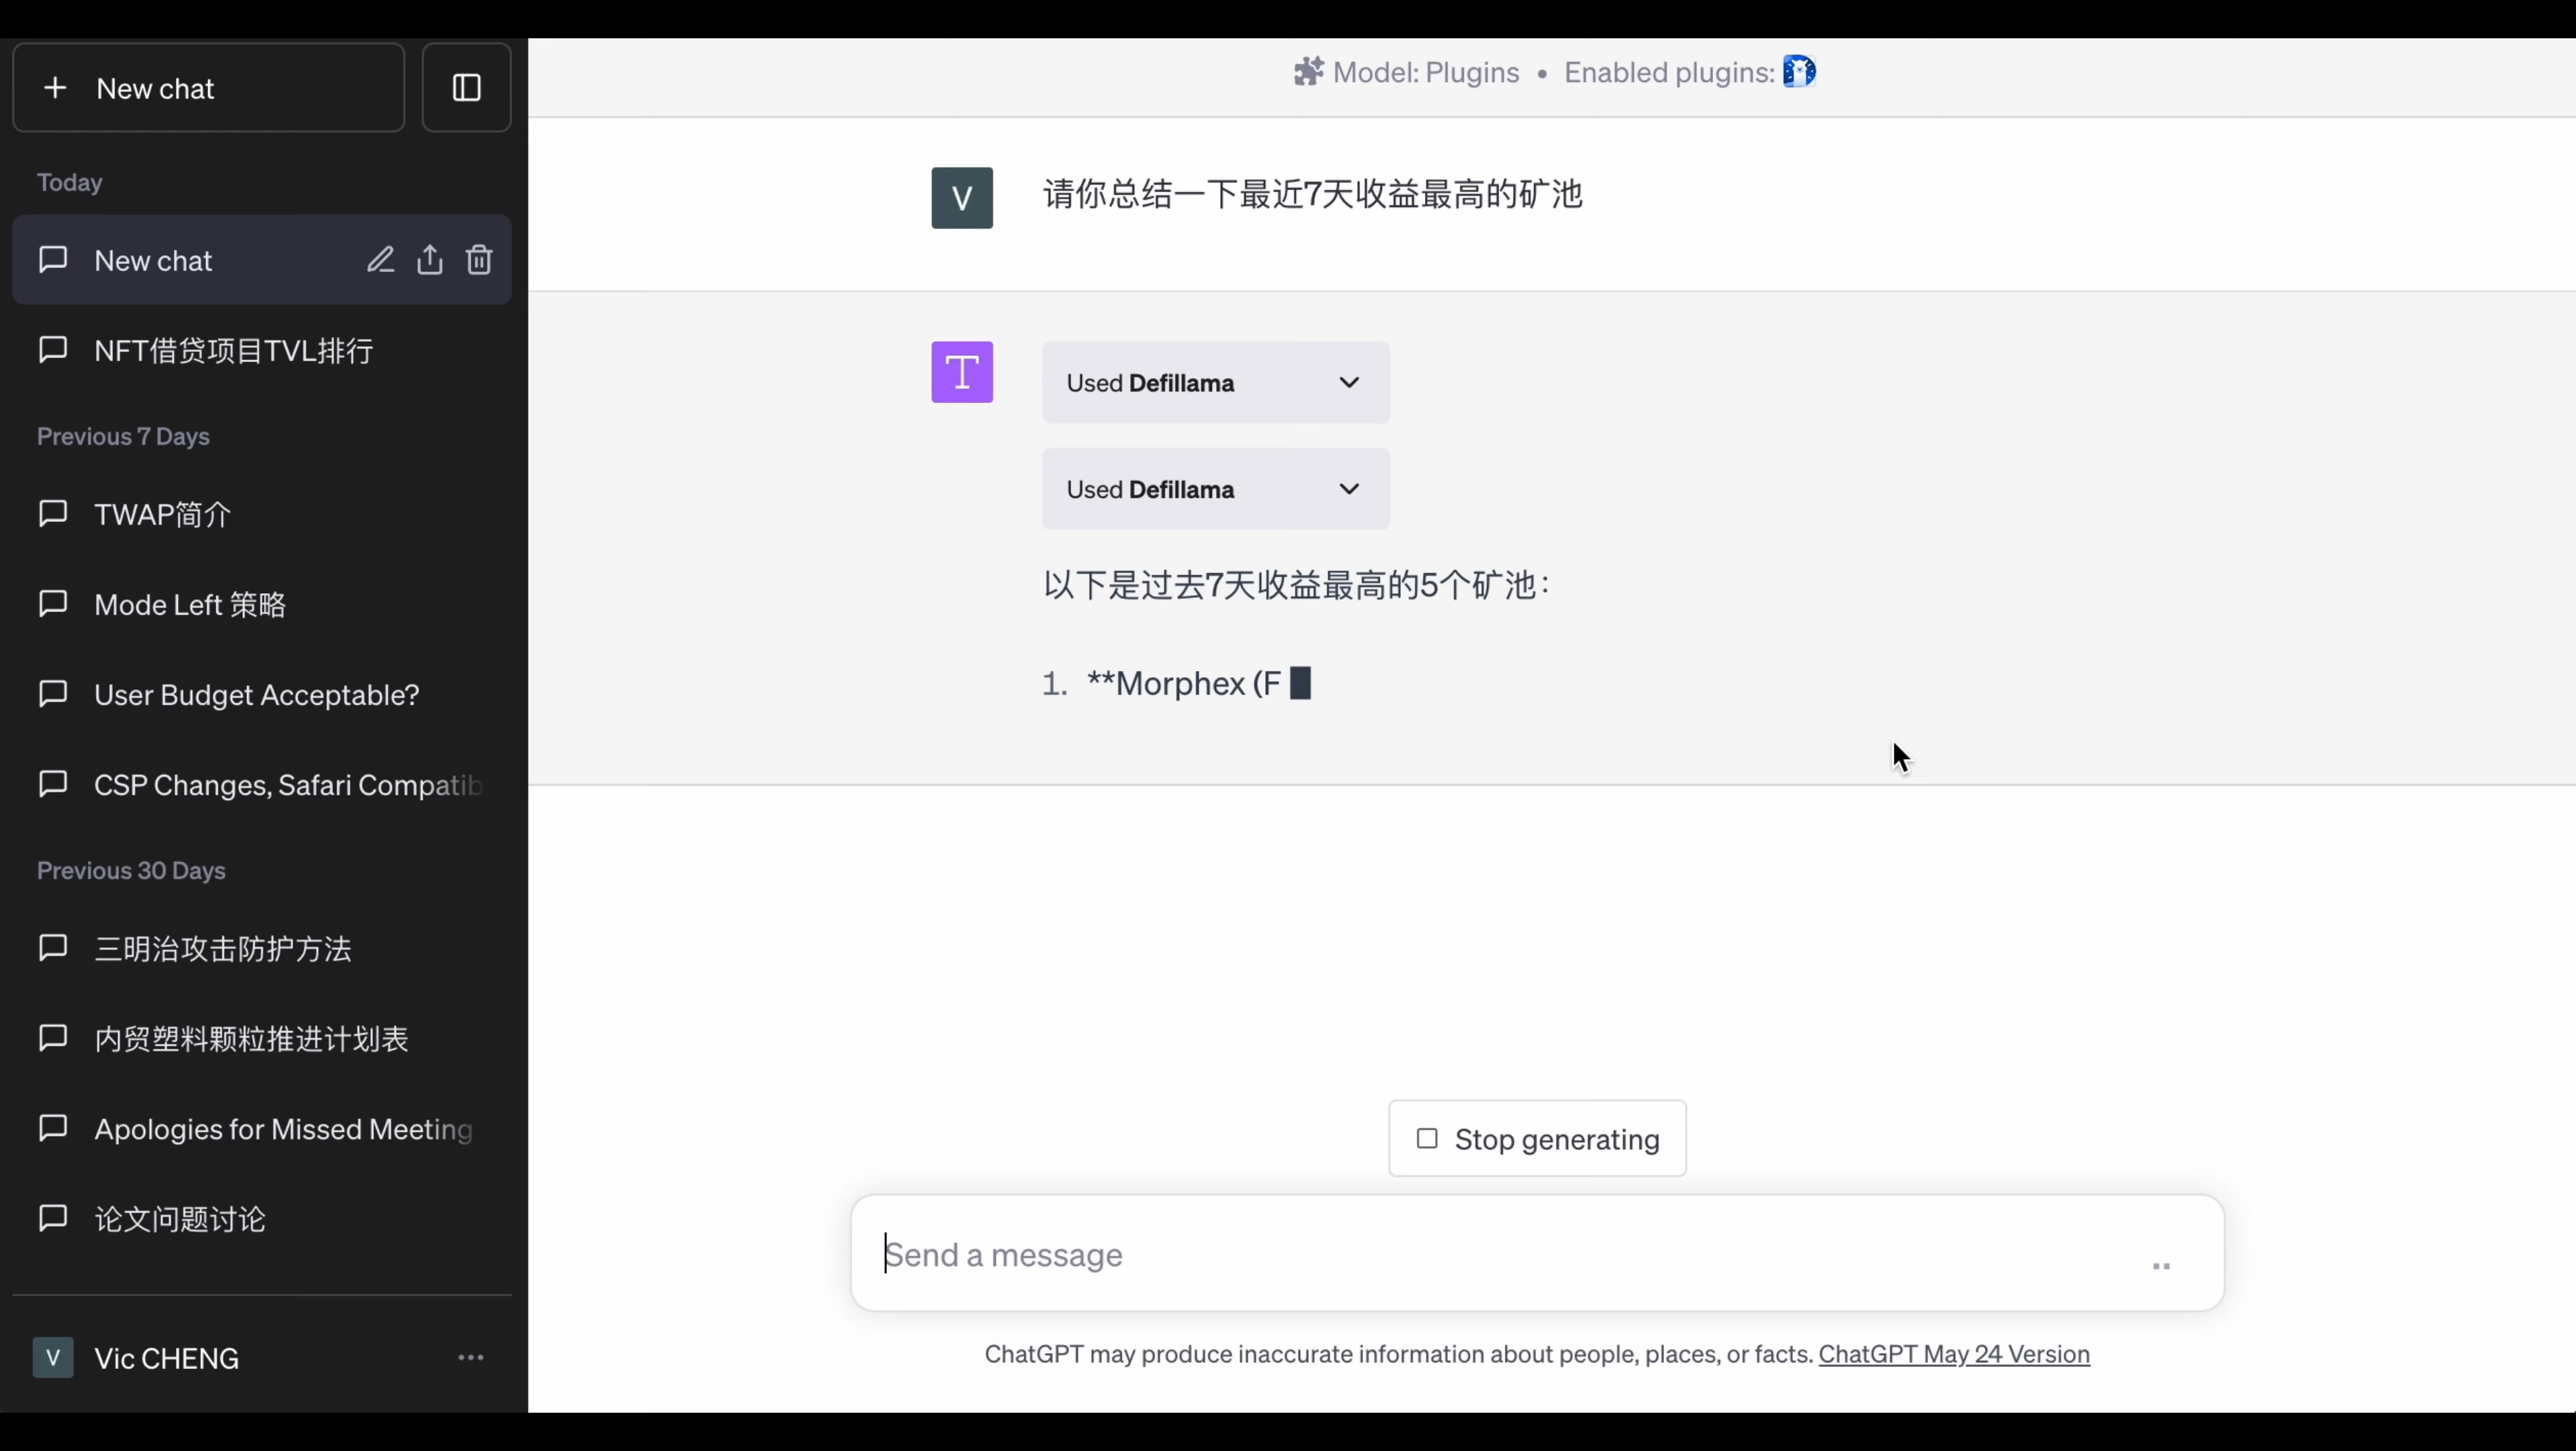 New chat
Today
New chat
NFT借贷项目TVL排行
Previous 7 Days
TWAP简介
Mode Left 策略
User Budget Acceptable?
CSP Changes, Safari Compatib
Previous 30 Days
三明治攻击防护方法
内贸塑料颗粒推进计划表
Apologies for Missed Meeting
论文问题讨论
V Vic CHENG
Model: Plugins • Enabled plugins:
V 请你总结一下最近7天收益最高的矿池
T Used Defillama
Used Defillama
以下是过去7天收益最高的5个矿池：
1. **Morphex (F
Stop generating
Send a message
ChatGPT may produce inaccurate information about people, places, or facts. ChatGPT May 24 Version